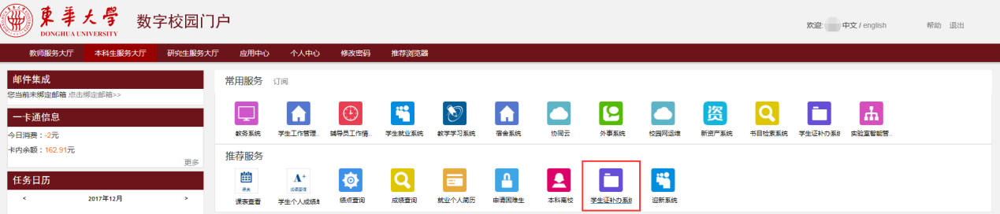 東華大學 数字校园门户
DONGHUA UNIVERSITY
欢迎: 中文 / english 帮助 退出
教师服务大厅 本科生服务大厅 研究生服务大厅 应用中心 个人中心 修改密码 推荐浏览器
邮件集成
您当前未绑定邮箱 点击绑定邮箱>>
一卡通信息
今日消费：-2元
卡内余额：162.91元
更多
任务日历
< 2017年12月 >
常用服务 订阅
资
教务系统 学生工作管理.. 辅导员工作情.. 学生就业系统 教学学习系统 宿舍系统 协同云 外事系统 校园网运维 新资产系统 书目检索系统 学生证补办系统 实验室智能管..
推荐服务
课表 A+ 成绩管理
课表查看 学生个人成绩单 绩点查询 成绩查询 就业个人简历 申请困难生 本科离校 学生证补办系统 迎新系统